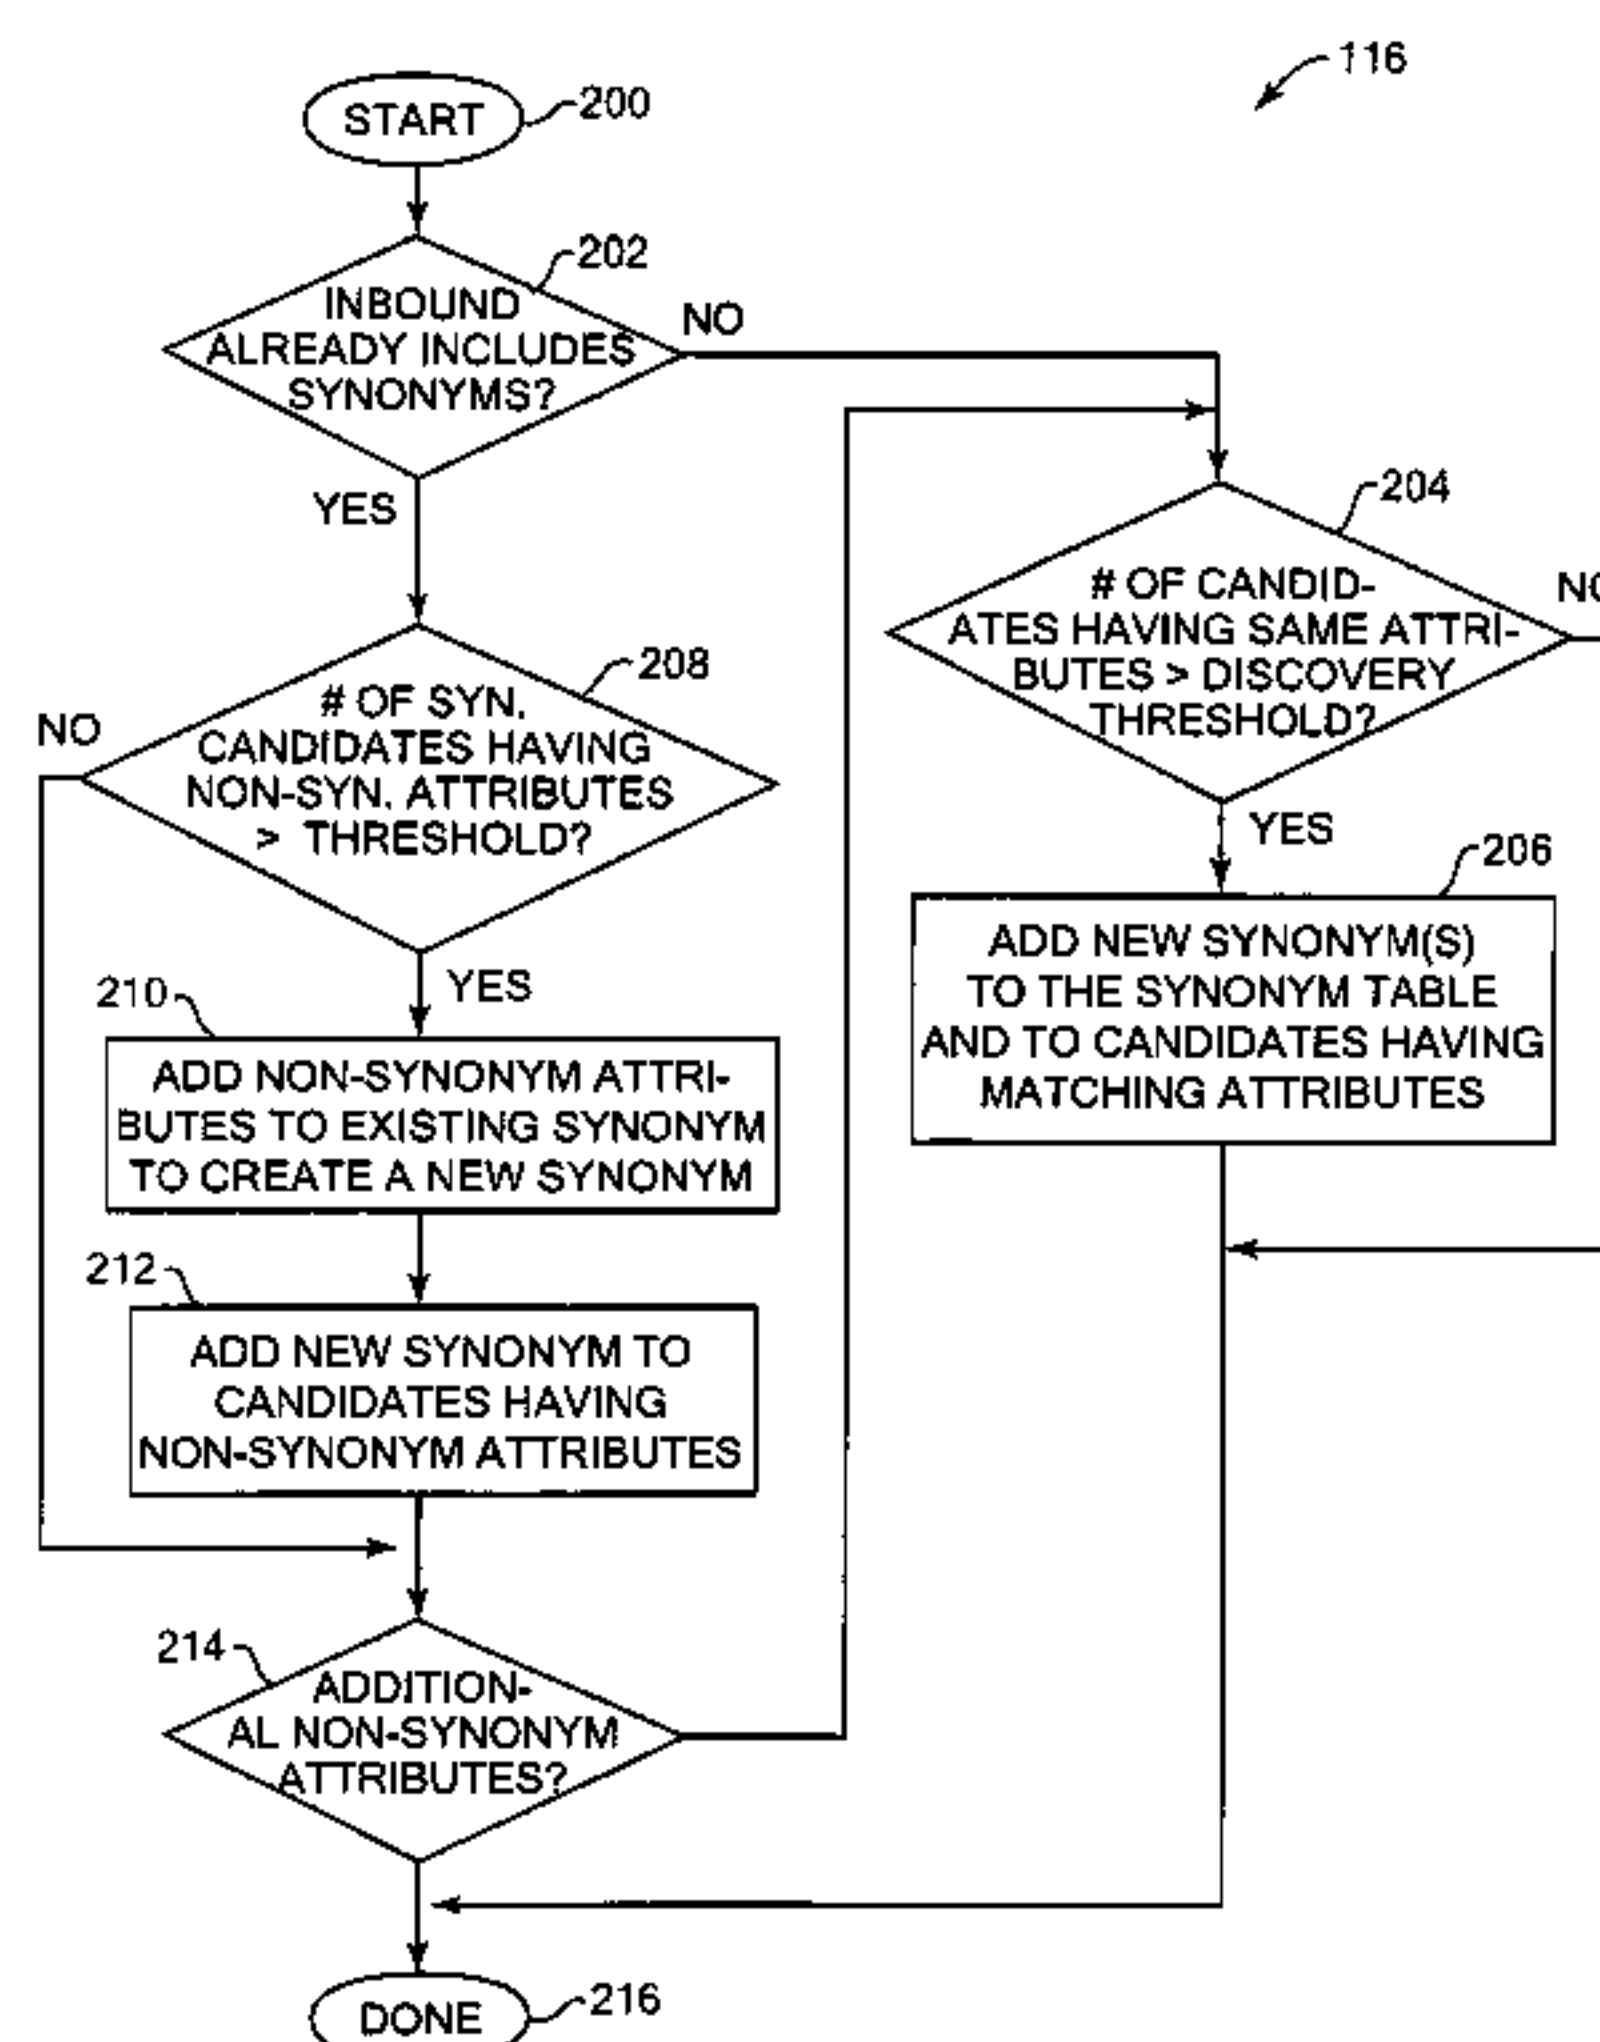 116
START
200
202
INBOUND
ALREADY INCLUDES
SYNONYMS?
NO
YES
204
# OF CANDID-
ATES HAVING SAME ATTRI-
BUTES > DISCOVERY
THRESHOLD?
YES
208
# OF SYN.
CANDIDATES HAVING
NON-SYN. ATTRIBUTES
> THRESHOLD?
NO
YES
206
ADD NEW SYNONYM(S)
TO THE SYNONYM TABLE
AND TO CANDIDATES HAVING
MATCHING ATTRIBUTES
210
ADD NON-SYNONYM ATTRI-
BUTES TO EXISTING SYNONYM
TO CREATE A NEW SYNONYM
212
ADD NEW SYNONYM TO
CANDIDATES HAVING
NON-SYNONYM ATTRIBUTES
214
ADDITION-
AL NON-SYNONYM
ATTRIBUTES?
DONE
216